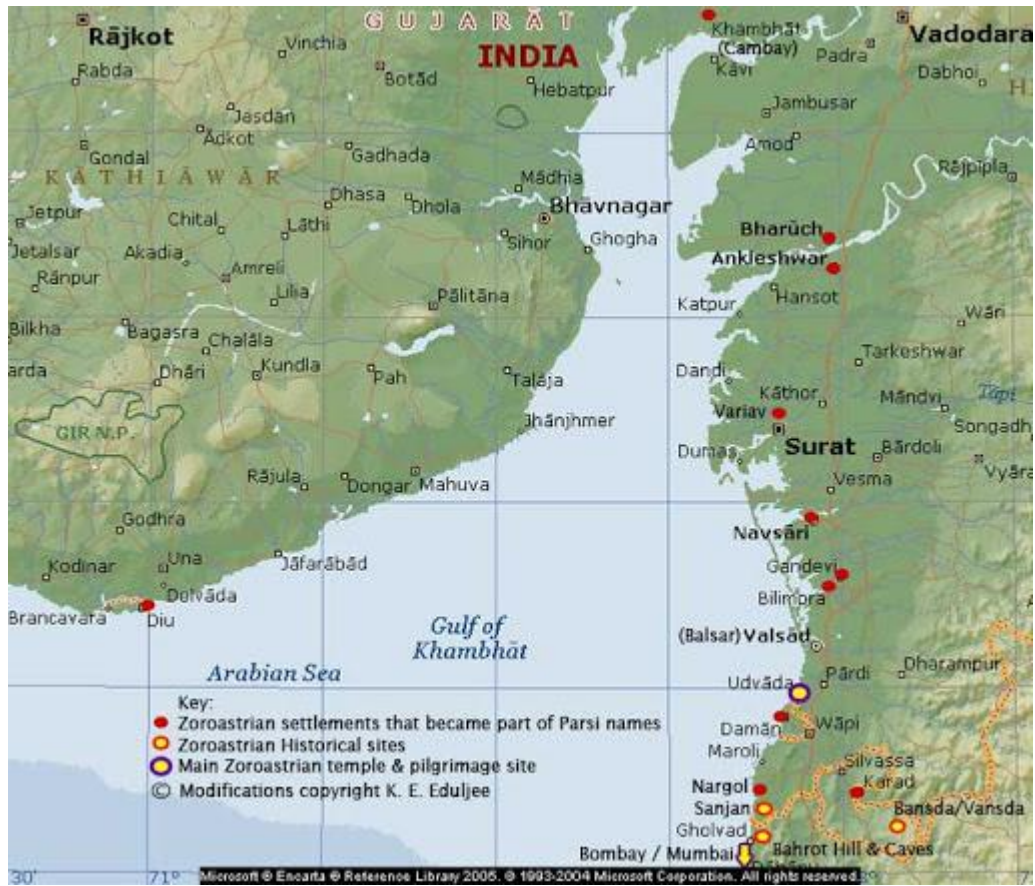 GUJARĀT
INDIA
Rājkot
Vinchia
Khambhāt
(Cambay)
Kāvi
Padra
Vadodara
Rabda
Botād
Hebatpur
Dabhoi
Jasdan
Jambusar
Adkot
Amod
Gondal
Gadhada
Rājpīpla
KĀTHIĀWĀR
Mādhia
Dhasa
Dhola
Bhāvnagar
Jetpur
Chital
Lāthi
Bharūch
Jetalsar
Akadia
Sihor
Ghogha
Ankleshwar
Rānpur
Amreli
Lilia
Pālitāna
Hansot
Katpur
Bilkha
Bagasra
Chalāla
Wāri
Tarkeshwar
arda
Dhāri
Kundla
Pah
Talāja
Dandi
Kāthor
Māndvi
Tāpi
Variav
Jhānjhmer
Songadh
GIR N.P.
Surat
Dumas
Bārdoli
Vyāra
Rājula
Dongar
Mahuva
Vesma
Godhra
Navsāri
Jāfarābād
Una
Kodinar
Gandevi
Delvāda
Bilimora
Brancavara
Diu
Gulf of
Khambhāt
(Balsar) Valsad
Arabian Sea
Pārdi
Dharampur
Udvāda
Key:
Zoroastrian settlements that became part of Parsi names
Damān
Wāpi
Zoroastrian Historical sites
Maroli
Main Zoroastrian temple & pilgrimage site
Silvassa
© Modifications copyright K. E. Eduljee
Nargol
Karad
Sanjan
Bansda/Vansda
Gholvad
Bombay / Mumbai
Bahrot Hill & Caves
30'
71°
Microsoft ® Encarta ® Reference Library 2005. © 1993-2004 Microsoft Corporation. All rights reserved.